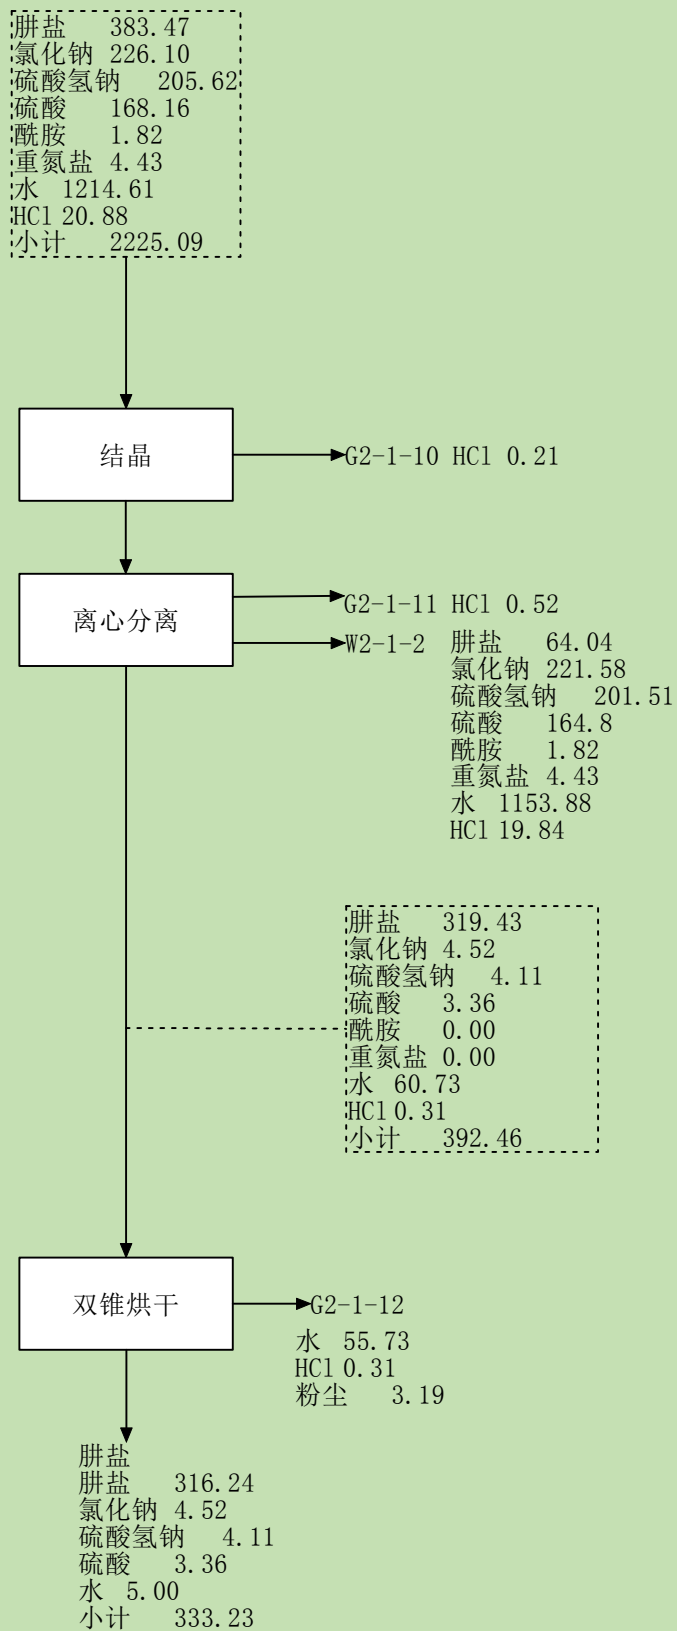 肼盐 383.47
氯化钠 226.10
硫酸氢钠 205.62
硫酸 168.16
酰胺 1.82
重氮盐 4.43
水 1214.61
HCl 20.88
小计 2225.09
结晶
G2-1-10 HCl 0.21
离心分离
G2-1-11 HCl 0.52
W2-1-2 肼盐 64.04
氯化钠 221.58
硫酸氢钠 201.51
硫酸 164.8
酰胺 1.82
重氮盐 4.43
水 1153.88
HCl 19.84
肼盐 319.43
氯化钠 4.52
硫酸氢钠 4.11
硫酸 3.36
酰胺 0.00
重氮盐 0.00
水 60.73
HCl 0.31
小计 392.46
双锥烘干
G2-1-12
水 55.73
HCl 0.31
粉尘 3.19
肼盐
肼盐 316.24
氯化钠 4.52
硫酸氢钠 4.11
硫酸 3.36
水 5.00
小计 333.23